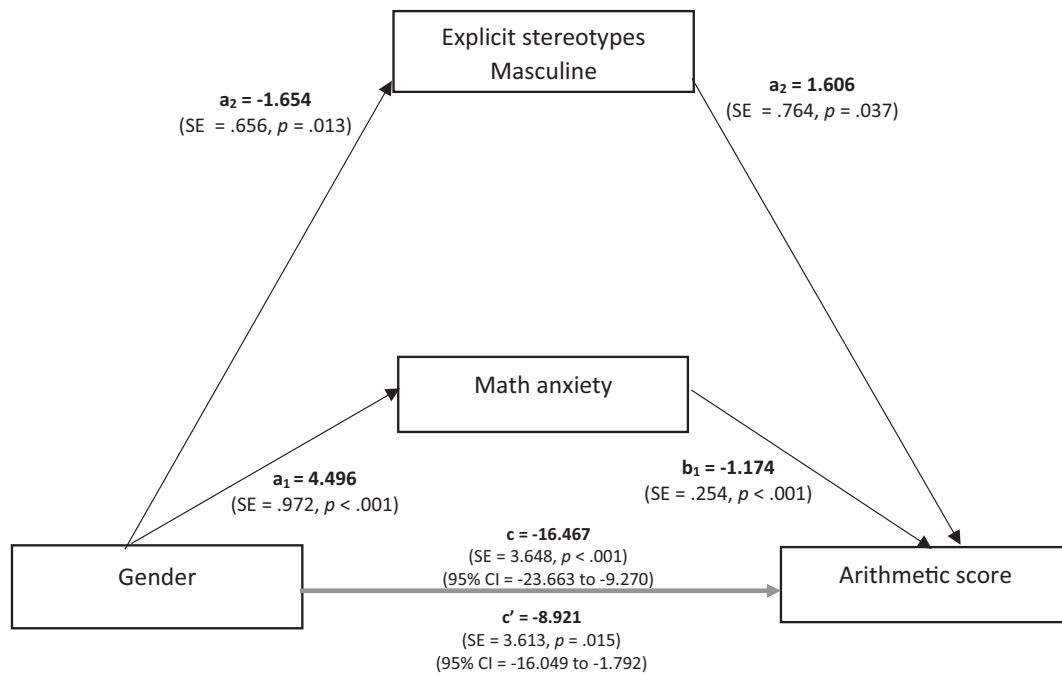 Explicit stereotypes
Masculine
a₂ = -1.654
(SE = .656, p = .013)
a₂ = 1.606
(SE = .764, p = .037)
Math anxiety
a₁ = 4.496
(SE = .972, p < .001)
b₁ = -1.174
(SE = .254, p < .001)
Gender
c = -16.467
(SE = 3.648, p < .001)
(95% CI = -23.663 to -9.270)
Arithmetic score
c’ = -8.921
(SE = 3.613, p = .015)
(95% CI = -16.049 to -1.792)